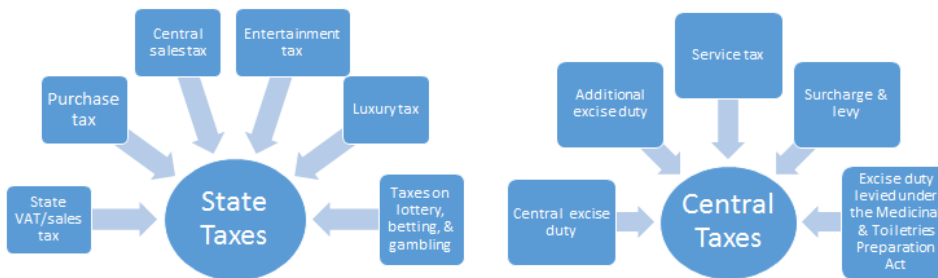 Central
sales tax
Entertainment
tax
Purchase
tax
Luxury tax
State
VAT/sales
tax
Taxes on
lottery,
betting, &
gambling
State
Taxes
Service tax
Additional
excise duty
Surcharge &
levy
Central excise
duty
Excise duty
levied under
the Medicinal
& Toiletries
Preparation
Act
Central
Taxes